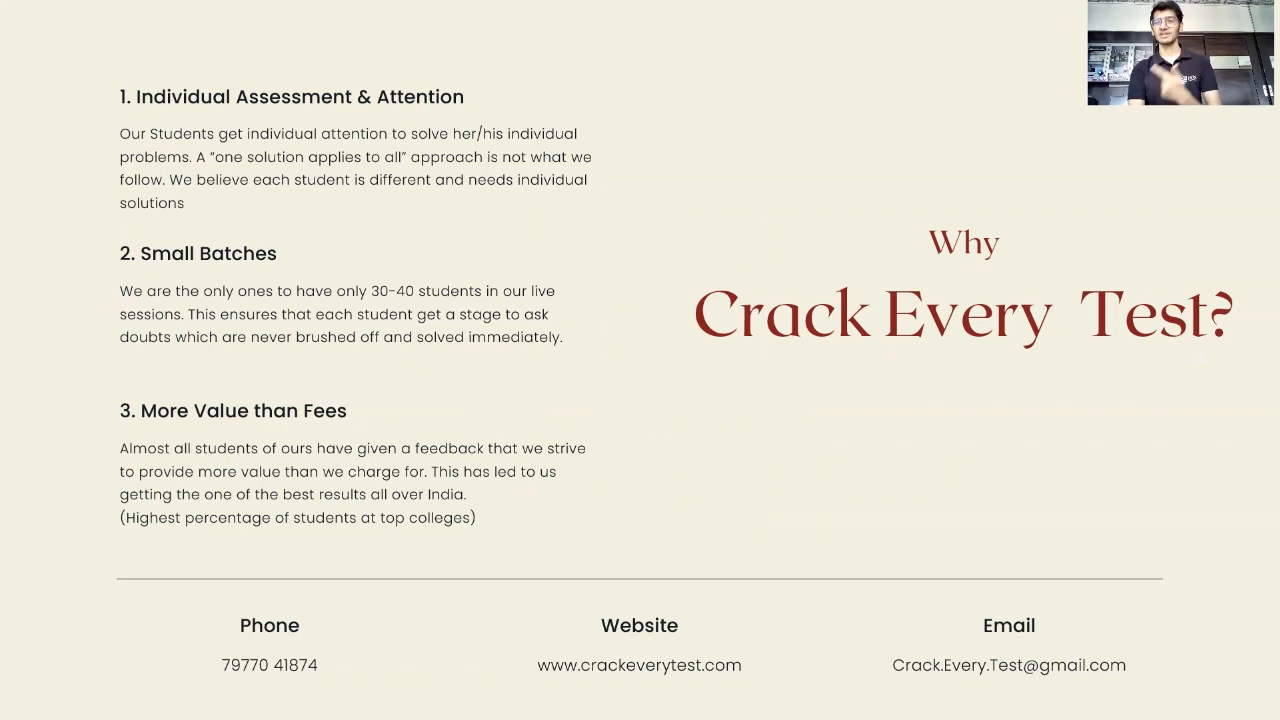 1. Individual Assessment & Attention
Our Students get individual attention to solve her/his individual
problems. A “one solution applies to all” approach is not what we
follow. We believe each student is different and needs individual
solutions
2. Small Batches
We are the only ones to have only 30-40 students in our live
sessions. This ensures that each student get a stage to ask
doubts which are never brushed off and solved immediately.
3. More Value than Fees
Almost all students of ours have given a feedback that we strive
to provide more value than we charge for. This has led to us
getting the one of the best results all over India.
(Highest percentage of students at top colleges)
Why
Crack Every Test?
Phone
79770 41874
Website
www.crackeverytest.com
Email
Crack.Every.Test@gmail.com